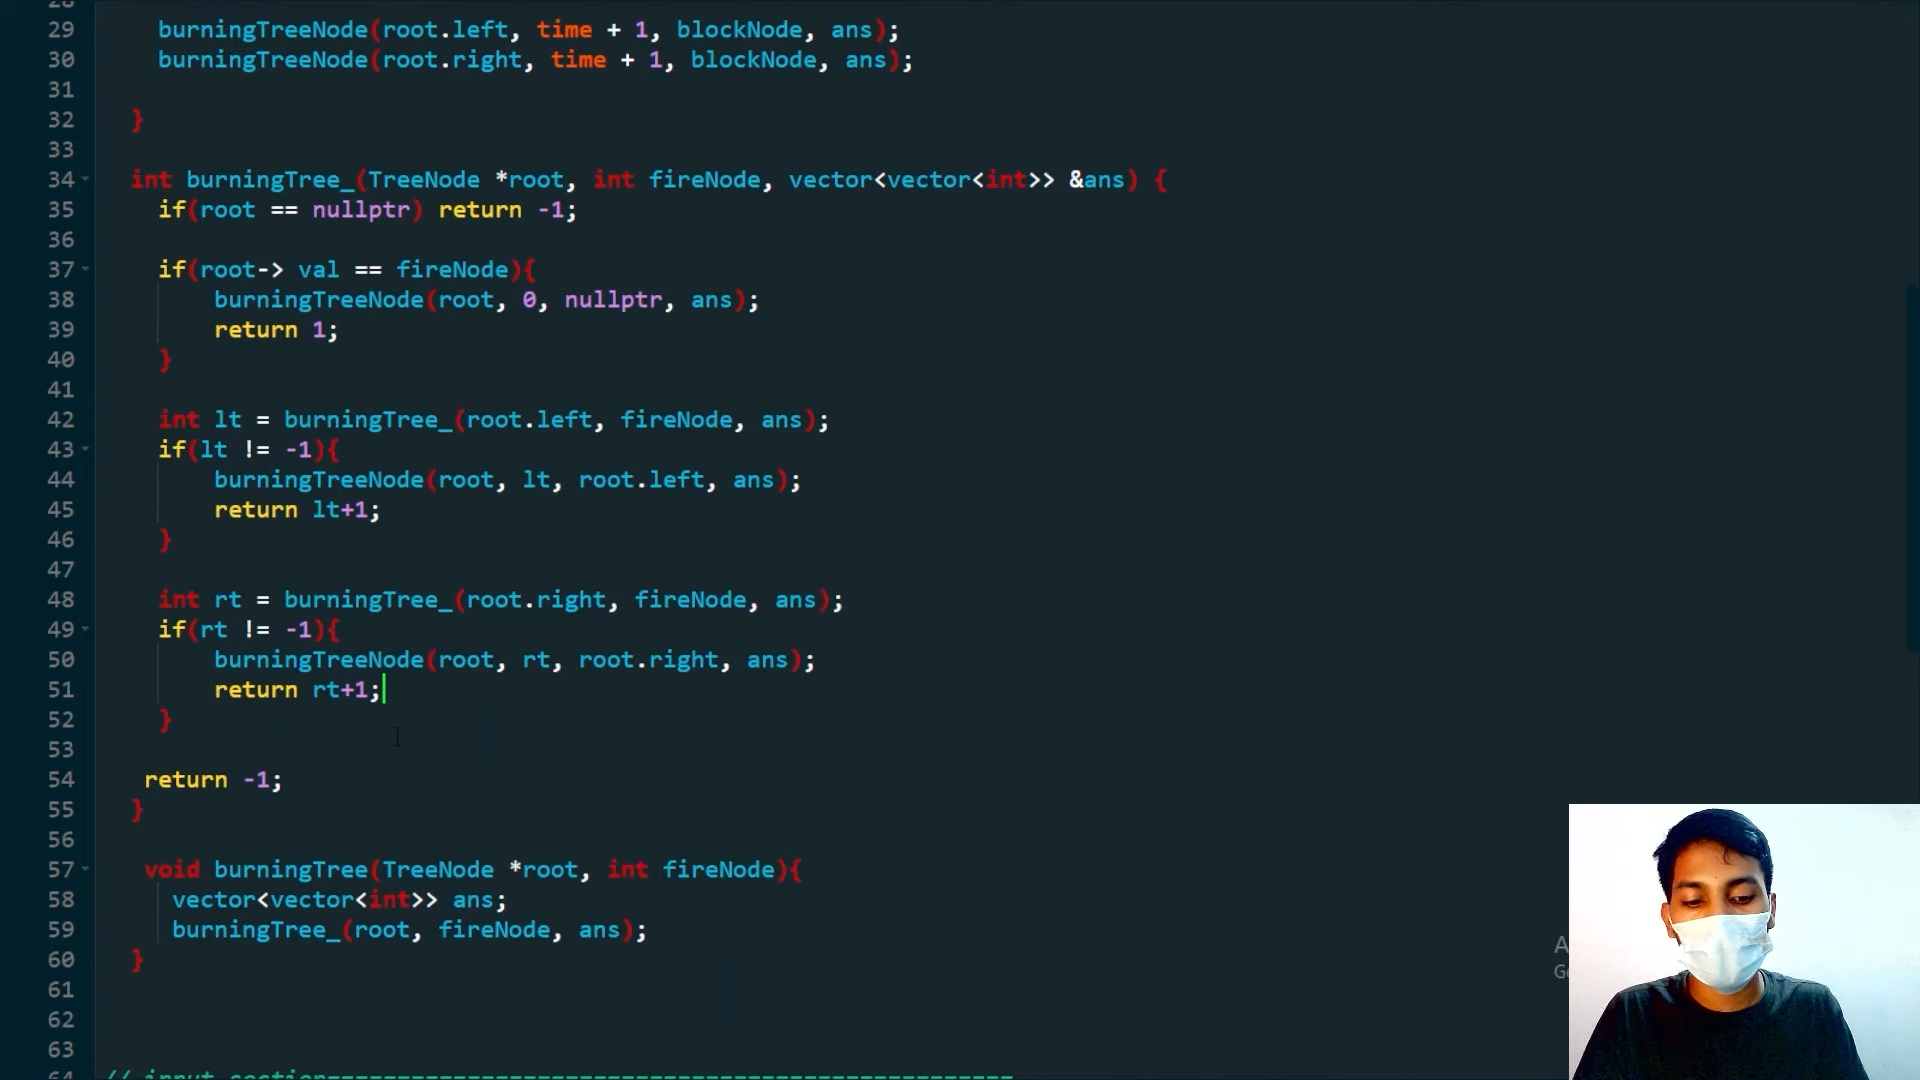 29 burningTreeNode(root.left, time + 1, blockNode, ans);
30 burningTreeNode(root.right, time + 1, blockNode, ans);
31
32 }
33
34 int burningTree_(TreeNode *root, int fireNode, vector<vector<int>> &ans) {
35 if(root == nullptr) return -1;
36
37 if(root-> val == fireNode){
38 burningTreeNode(root, 0, nullptr, ans);
39 return 1;
40 }
41
42 int lt = burningTree_(root.left, fireNode, ans);
43 if(lt != -1){
44 burningTreeNode(root, lt, root.left, ans);
45 return lt+1;
46 }
47
48 int rt = burningTree_(root.right, fireNode, ans);
49 if(rt != -1){
50 burningTreeNode(root, rt, root.right, ans);
51 return rt+1;
52 }
53
54 return -1;
55 }
56
57 void burningTree(TreeNode *root, int fireNode){
58 vector<vector<int>> ans;
59 burningTree_(root, fireNode, ans);
60 }
61
62
63